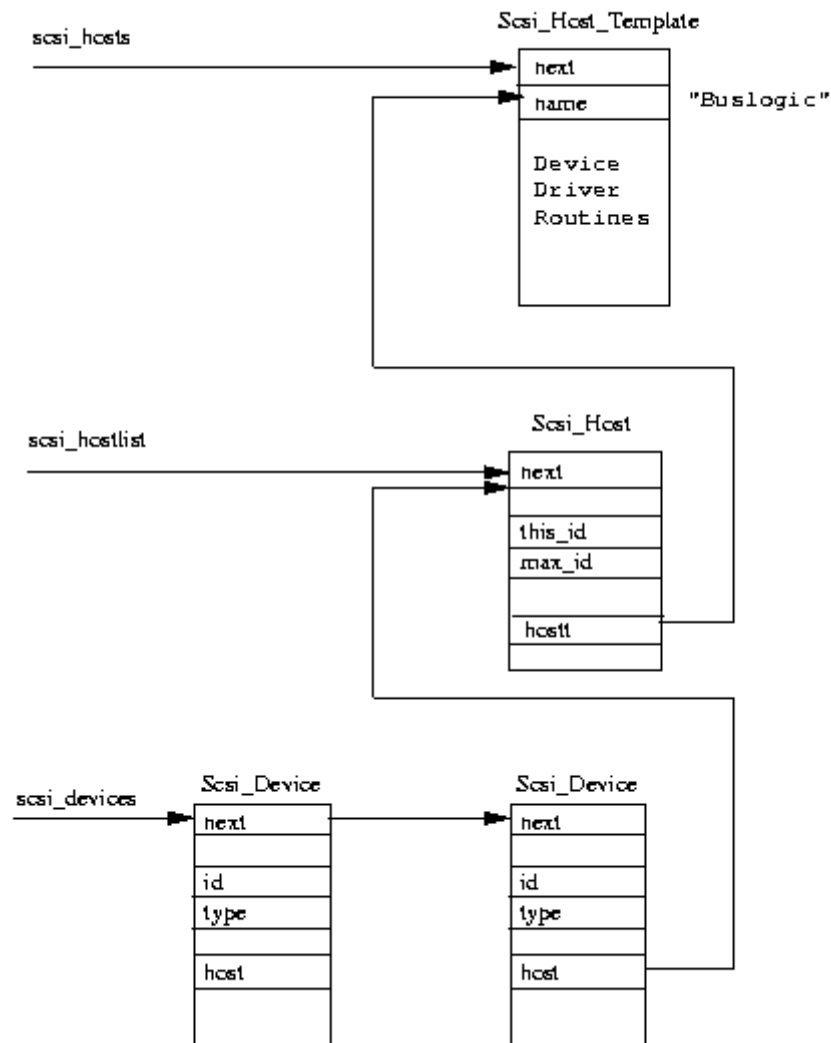 Scsi_Host_Template
scsi_hosts
next
name
"Buslogic"
Device
Driver
Routines
Scsi_Host
scsi_hostlist
next
this_id
max_id
hostt
Scsi_Device
Scsi_Device
scsi_devices
next
next
id
id
type
type
host
host